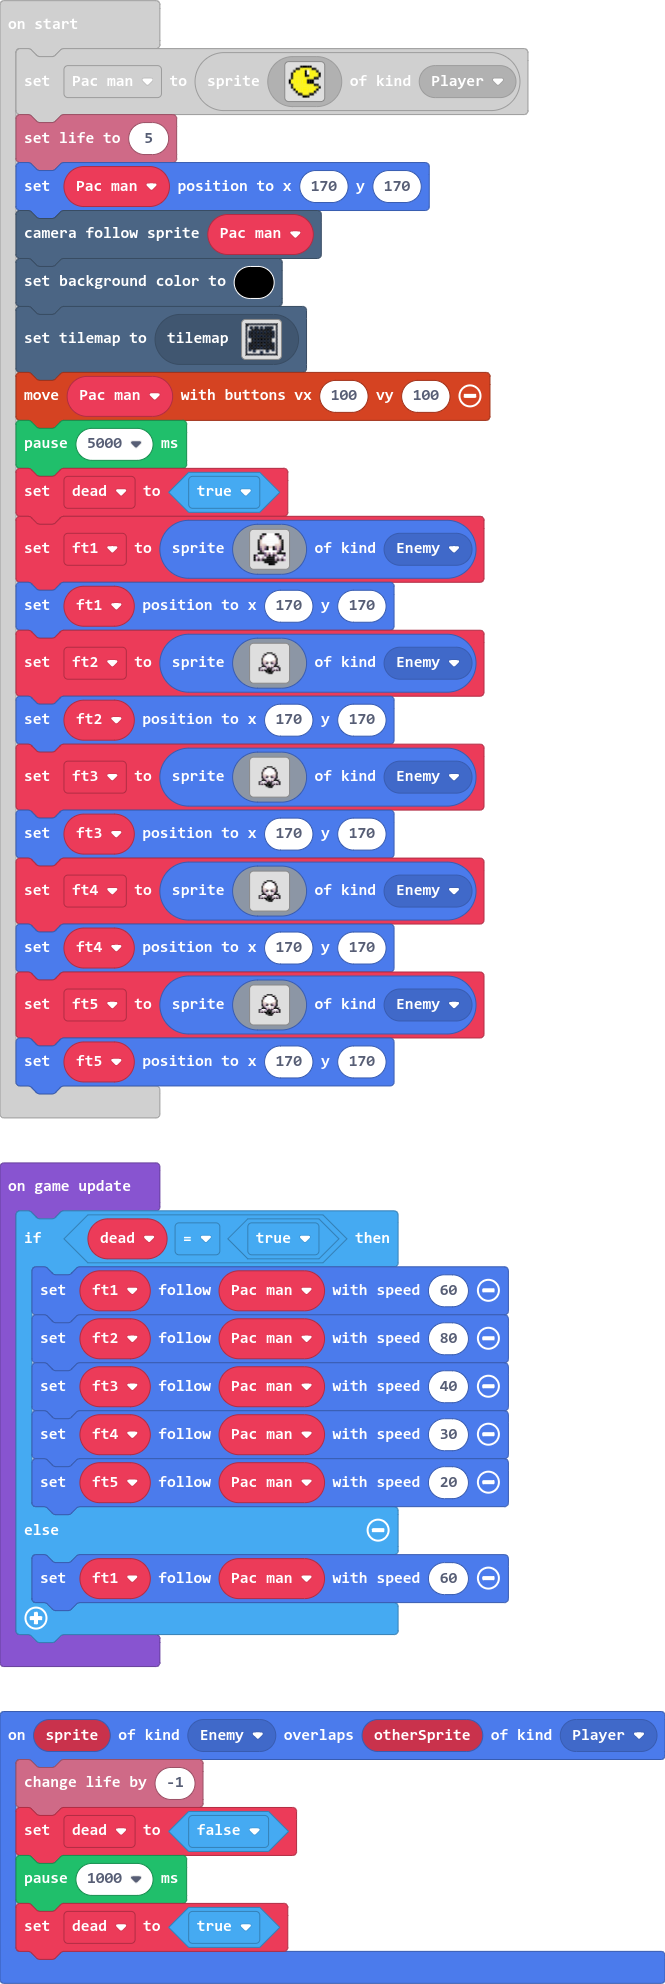 on start
set Pac man to sprite of kind Player
set life to 5
set Pac man position to x 170 y 170
camera follow sprite Pac man
set background color to
set tilemap to tilemap
move Pac man with buttons vx 100 vy 100
pause 5000 ms
set dead to true
set ft1 to sprite of kind Enemy
set ft1 position to x 170 y 170
set ft2 to sprite of kind Enemy
set ft2 position to x 170 y 170
set ft3 to sprite of kind Enemy
set ft3 position to x 170 y 170
set ft4 to sprite of kind Enemy
set ft4 position to x 170 y 170
set ft5 to sprite of kind Enemy
set ft5 position to x 170 y 170
on game update
if dead = true then
set ft1 follow Pac man with speed 60
set ft2 follow Pac man with speed 80
set ft3 follow Pac man with speed 40
set ft4 follow Pac man with speed 30
set ft5 follow Pac man with speed 20
else
set ft1 follow Pac man with speed 60
on sprite of kind Enemy overlaps otherSprite of kind Player
change life by -1
set dead to false
pause 1000 ms
set dead to true